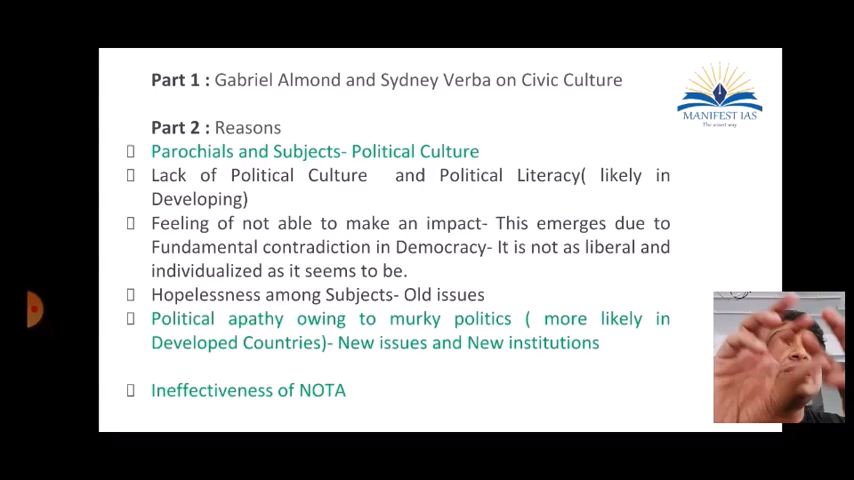 Part 1 : Gabriel Almond and Sydney Verba on Civic Culture
MANIFEST IAS
The wisest way
Part 2 : Reasons
Parochials and Subjects- Political Culture
Lack of Political Culture and Political Literacy( likely in
Developing)
Feeling of not able to make an impact- This emerges due to
Fundamental contradiction in Democracy- It is not as liberal and
individualized as it seems to be.
Hopelessness among Subjects- Old issues
Political apathy owing to murky politics ( more likely in
Developed Countries)- New issues and New institutions
Ineffectiveness of NOTA